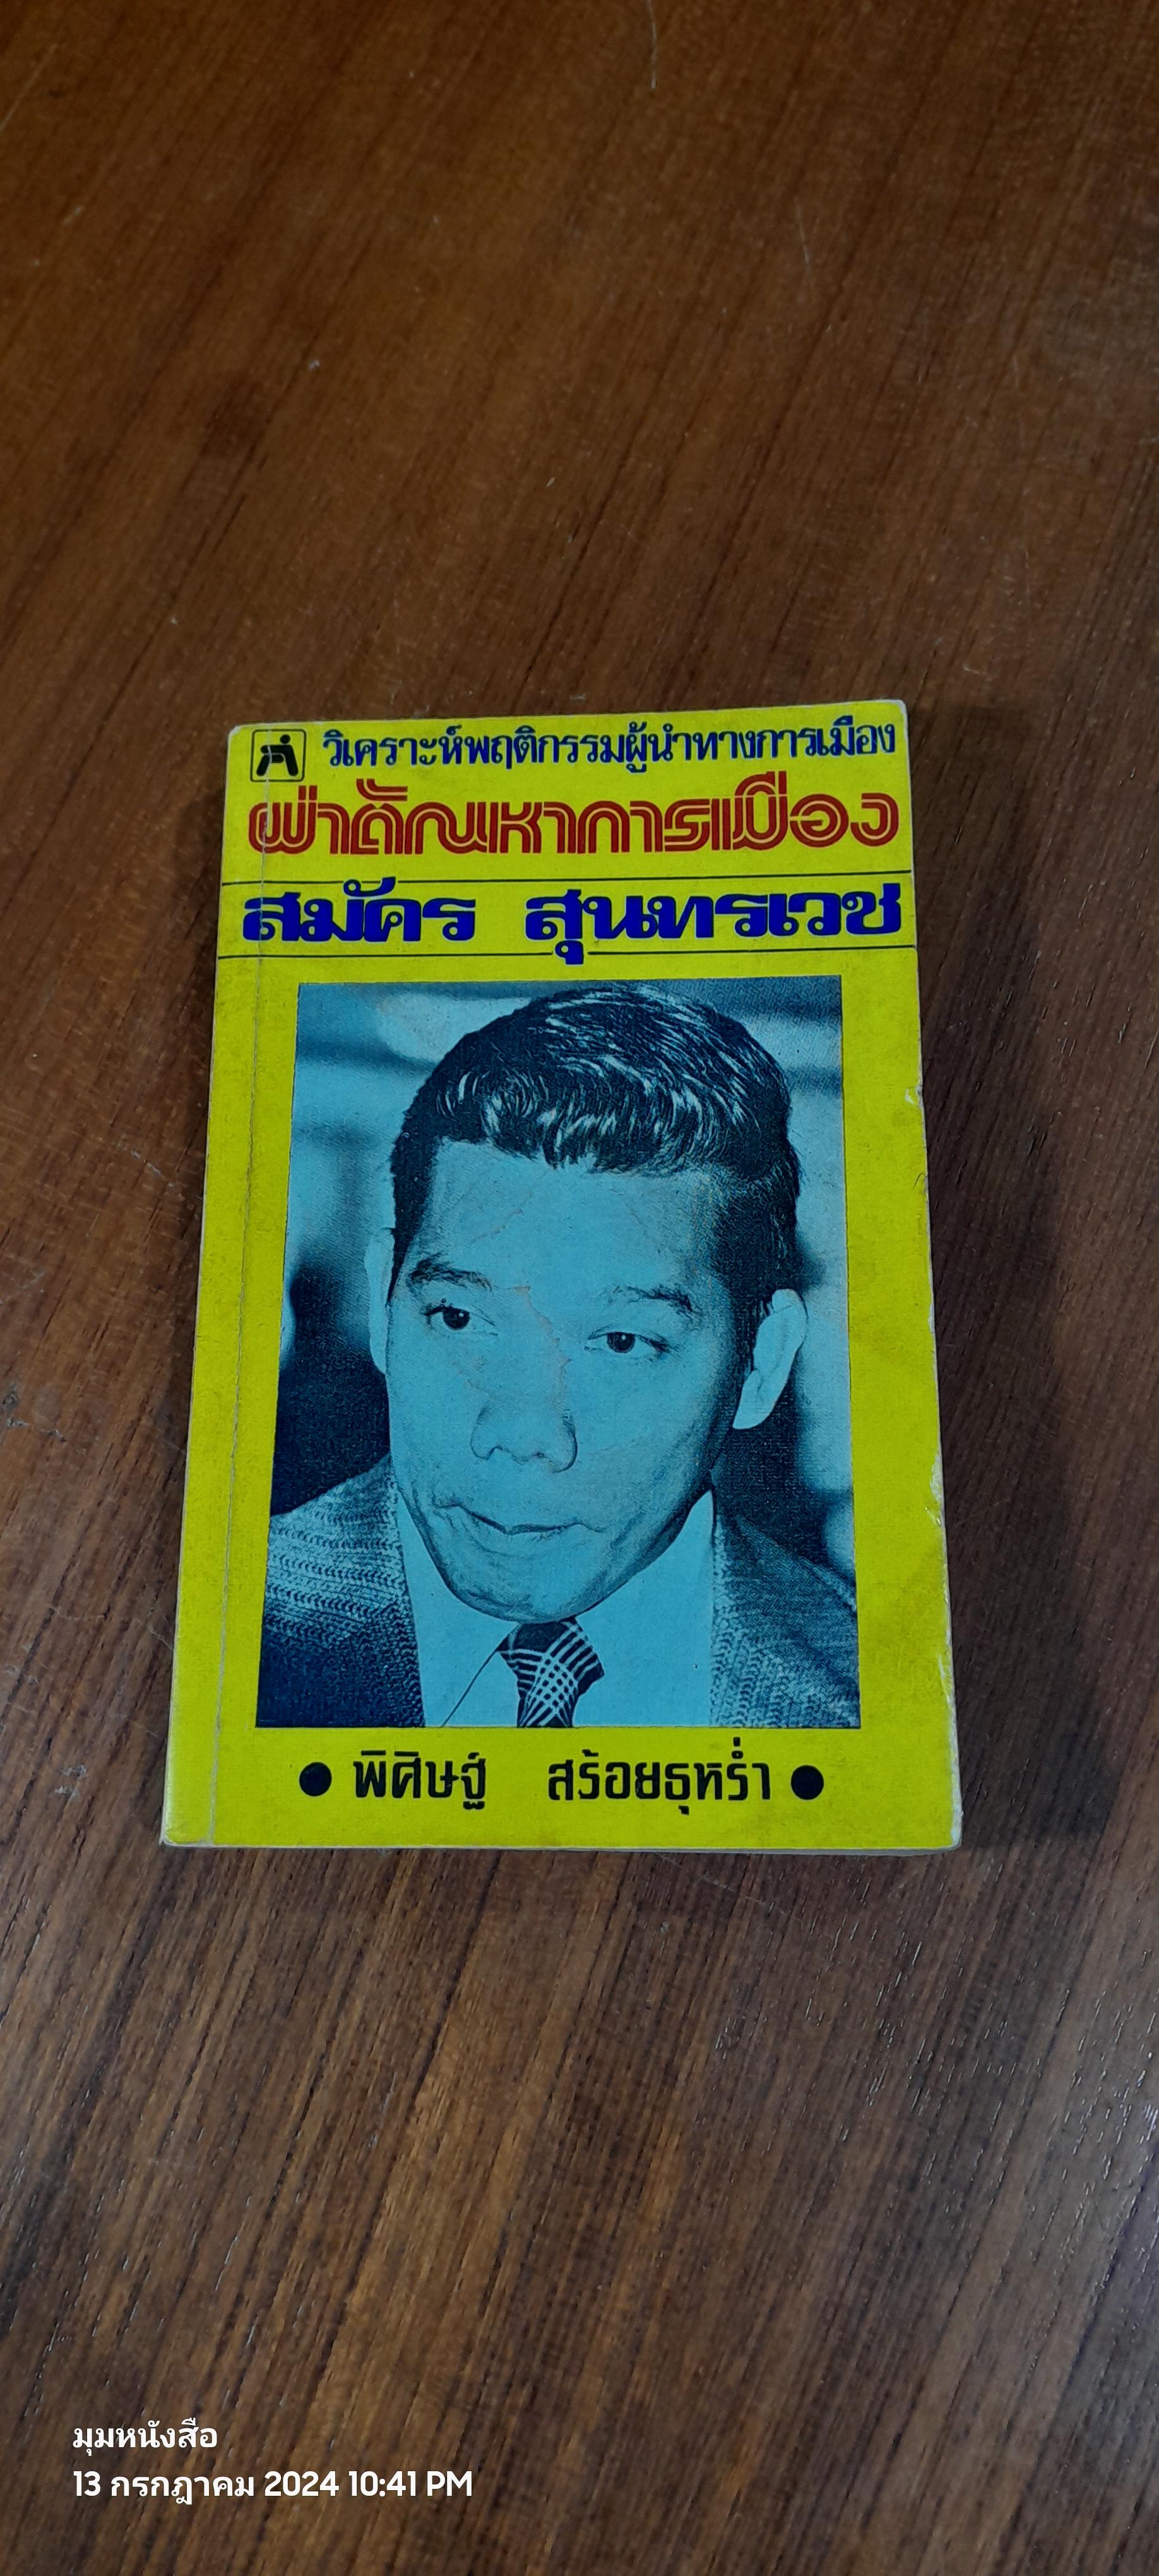 วิเคราะห์พฤติกรรมผู้นำทางการเมือง
ผ่าตัณหาการเมือง
สมัคร สุนทรเวช
● พิศิษฐ์ สร้อยธุหร่ำ ●
มุมหนังสือ
13 กรกฎาคม 2024 10:41 PM